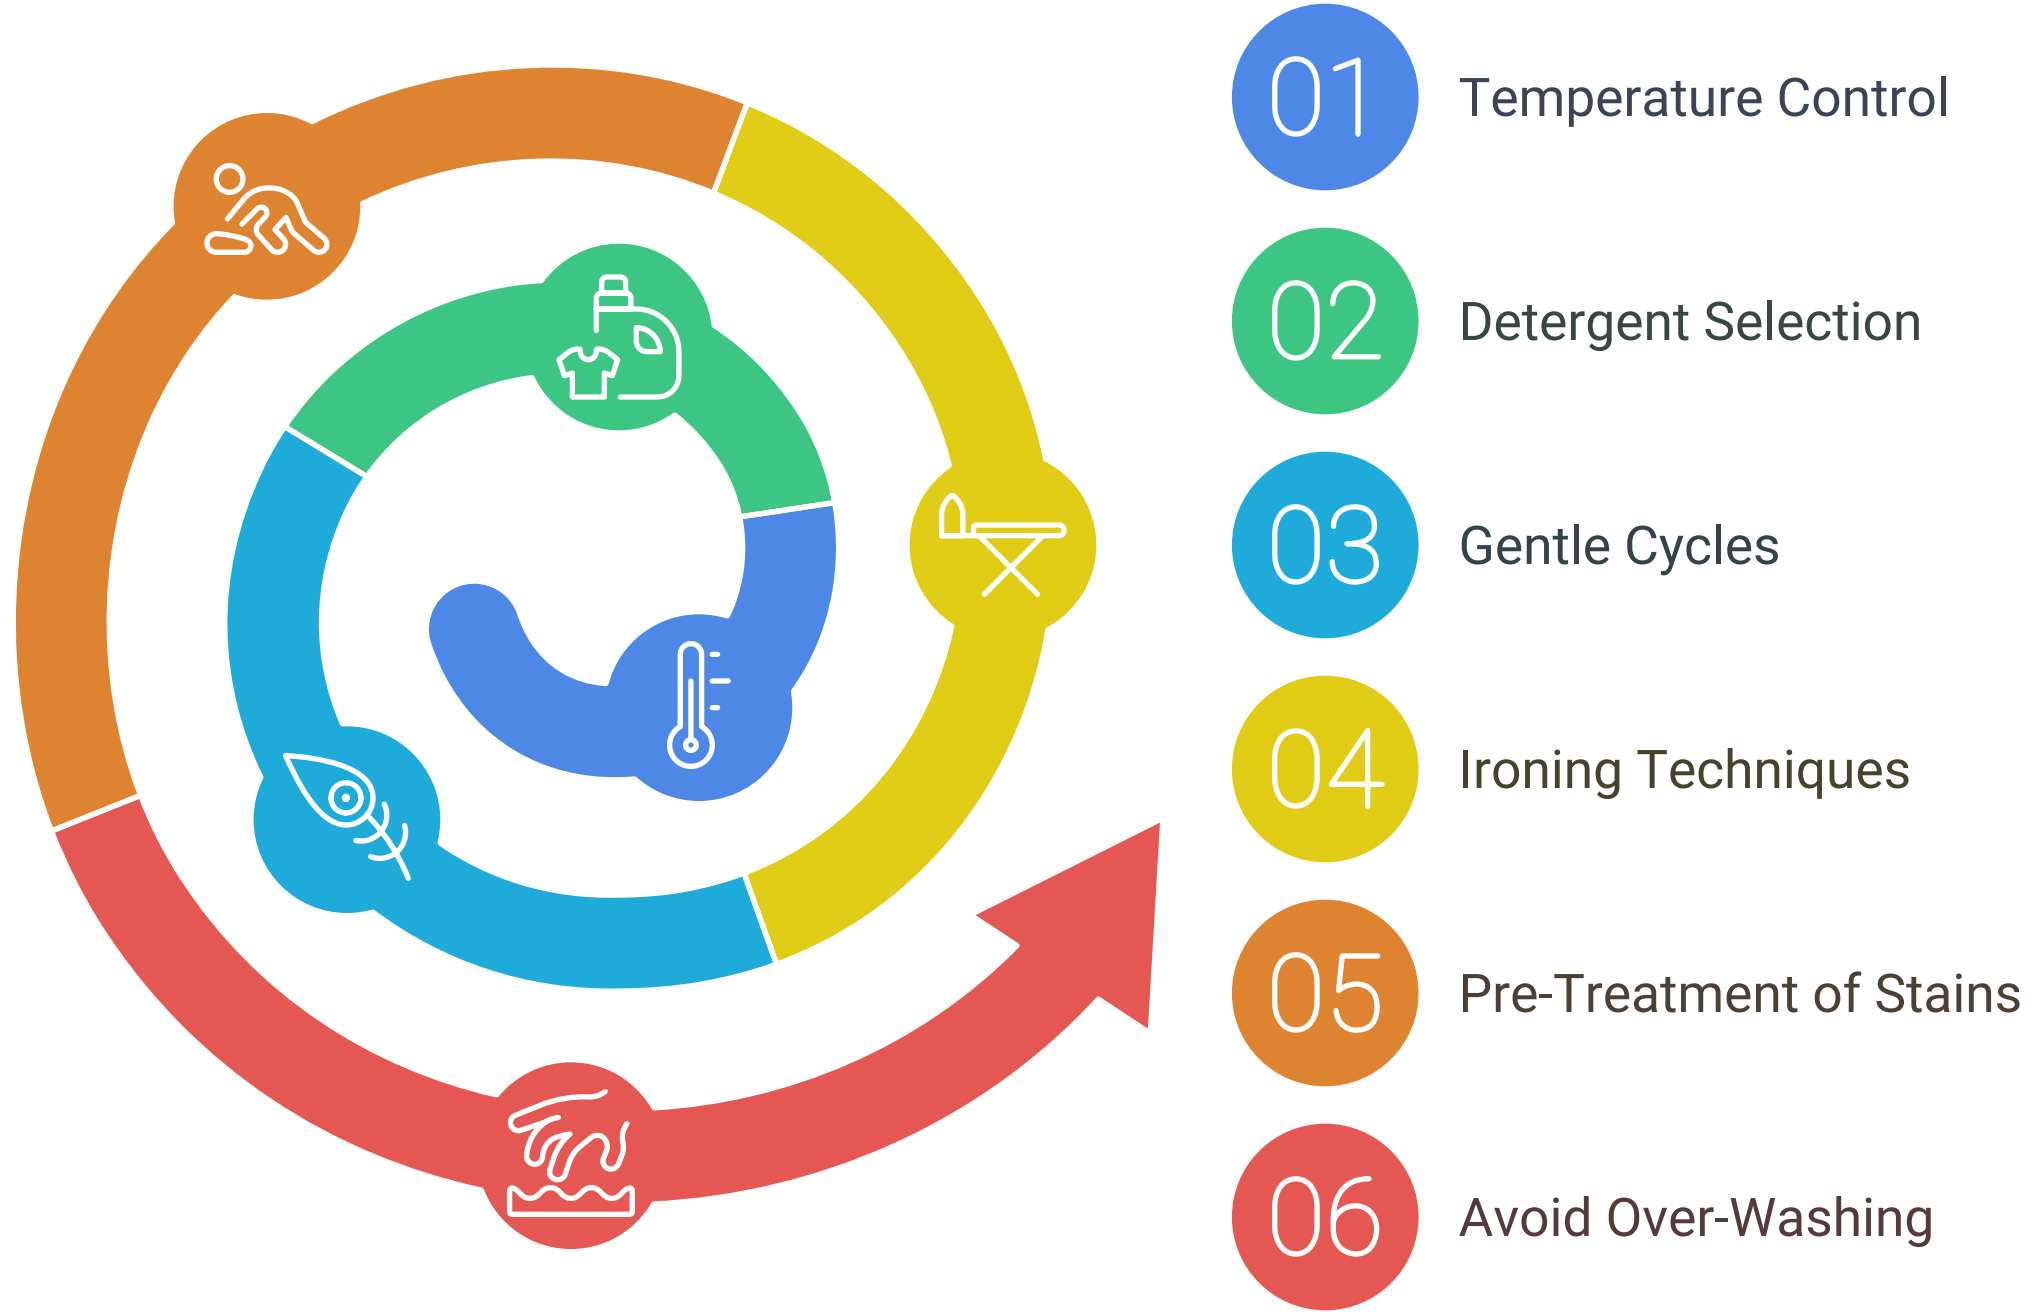 01
Temperature Control
02
Detergent Selection
03
Gentle Cycles
04
Ironing Techniques
05
Pre-Treatment of Stains
06
Avoid Over-Washing